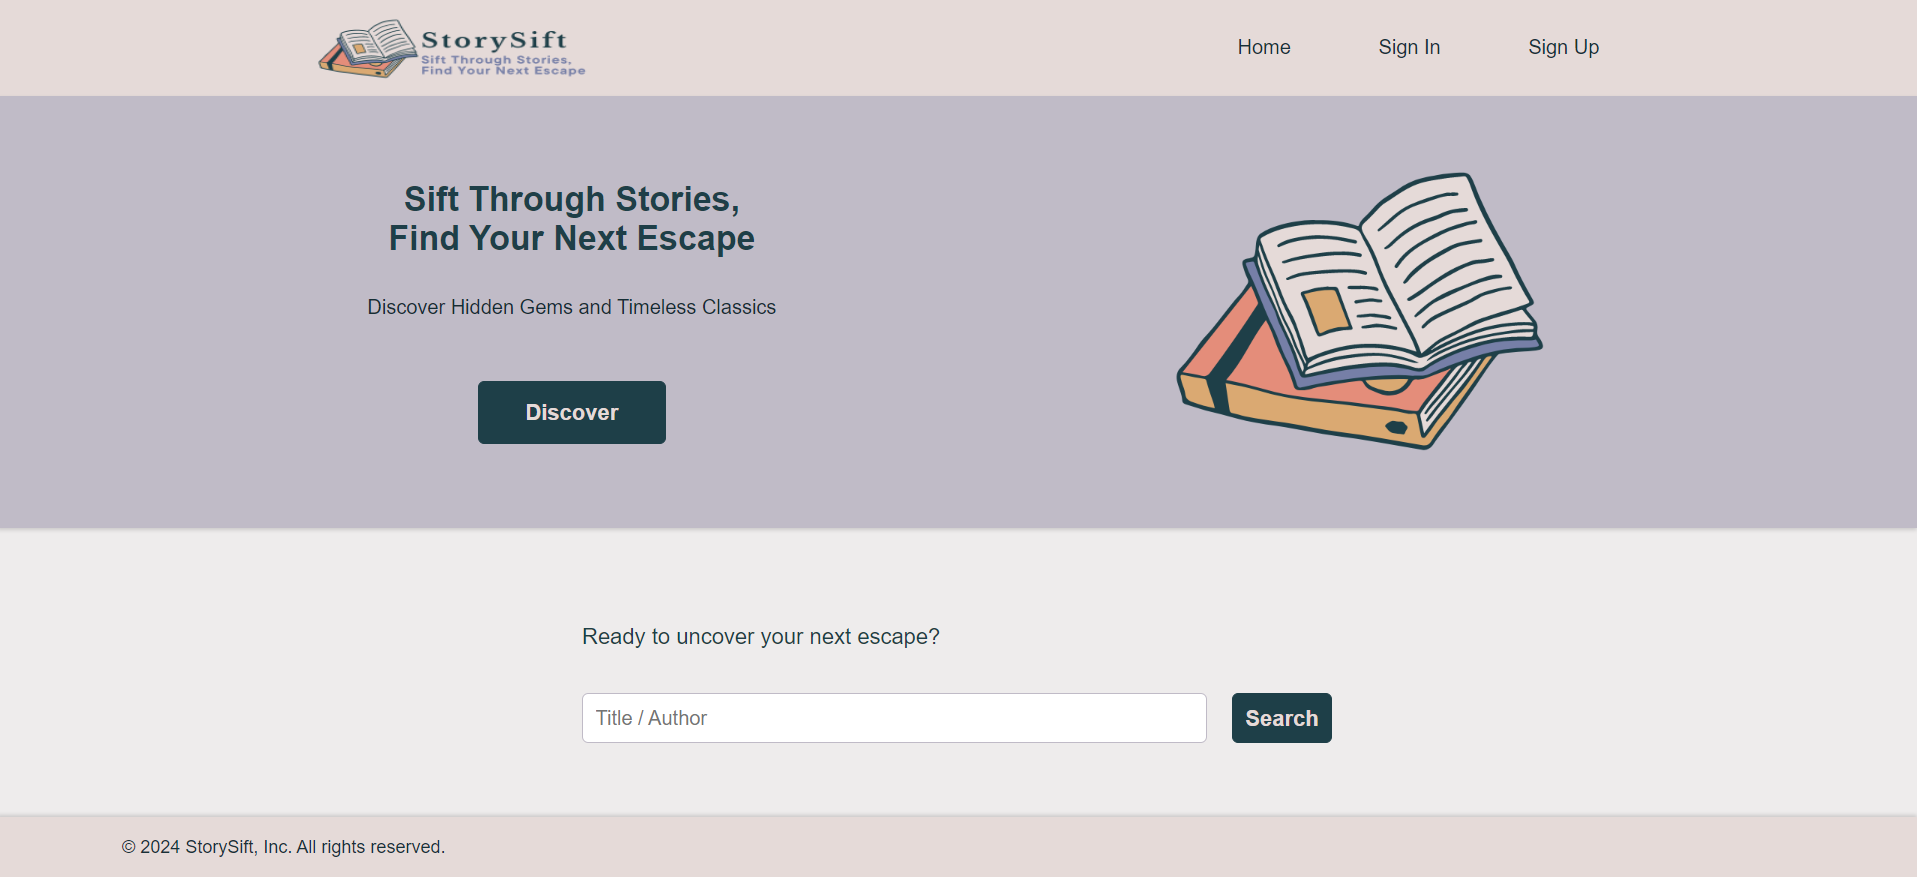 StorySift
Sift Through Stories,
Find Your Next Escape
Home
Sign In
Sign Up
Sift Through Stories,
Find Your Next Escape
Discover Hidden Gems and Timeless Classics
Discover
Ready to uncover your next escape?
Title / Author
Search
© 2024 StorySift, Inc. All rights reserved.